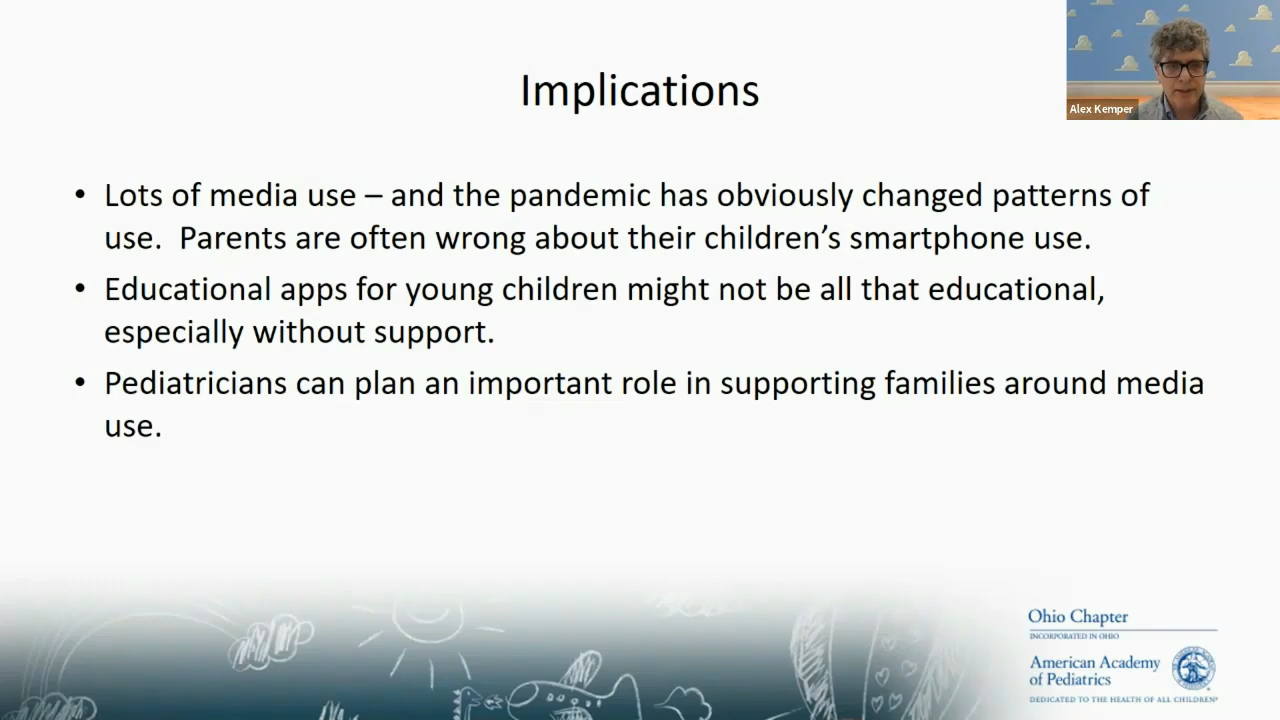 Implications
Alex Kemper
• Lots of media use – and the pandemic has obviously changed patterns of
use.  Parents are often wrong about their children’s smartphone use.
• Educational apps for young children might not be all that educational,
especially without support.
• Pediatricians can plan an important role in supporting families around media
use.
Ohio Chapter
INCORPORATED IN OHIO
American Academy
of Pediatrics
DEDICATED TO THE HEALTH OF ALL CHILDREN®